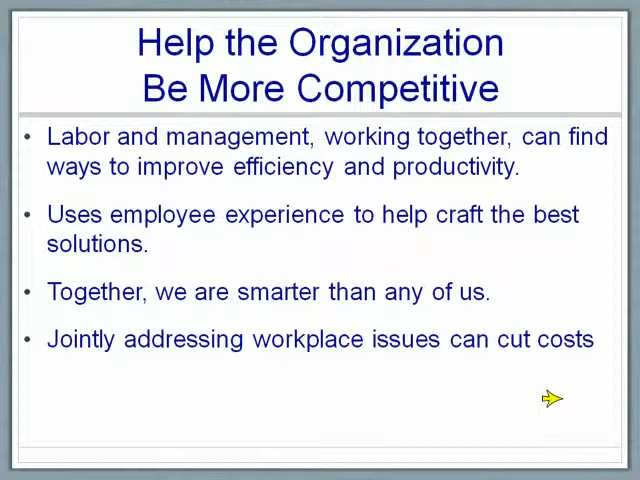 Help the Organization
Be More Competitive
• Labor and management, working together, can find
ways to improve efficiency and productivity.
• Uses employee experience to help craft the best
solutions.
• Together, we are smarter than any of us.
• Jointly addressing workplace issues can cut costs